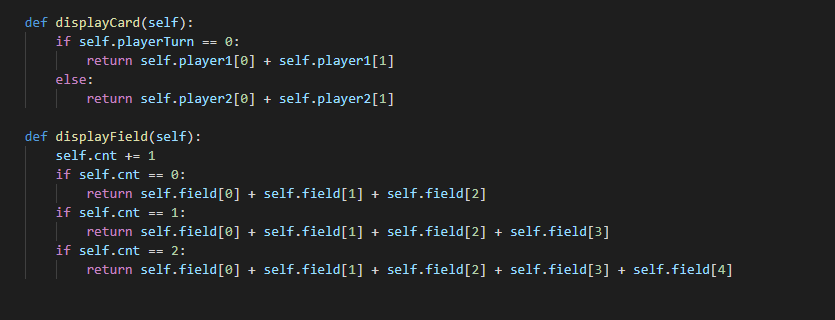 def displayCard(self):
    if self.playerTurn == 0:
        return self.player1[0] + self.player1[1]
    else:
        return self.player2[0] + self.player2[1]

def displayField(self):
    self.cnt += 1
    if self.cnt == 0:
        return self.field[0] + self.field[1] + self.field[2]
    if self.cnt == 1:
        return self.field[0] + self.field[1] + self.field[2] + self.field[3]
    if self.cnt == 2:
        return self.field[0] + self.field[1] + self.field[2] + self.field[3] + self.field[4]